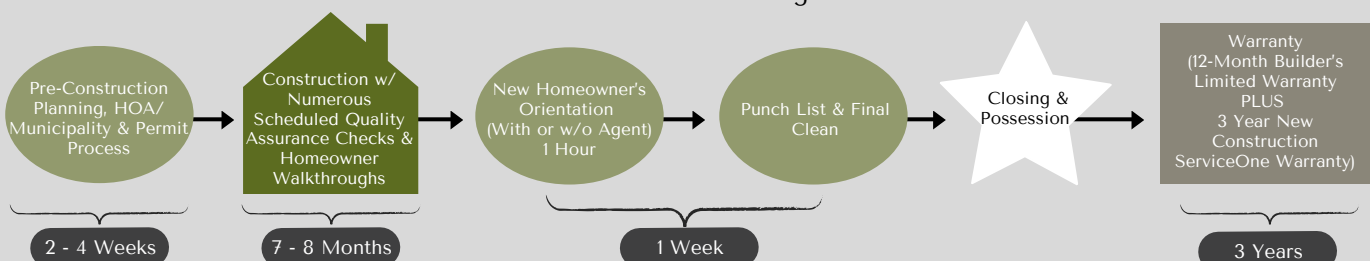 Pre-Construction
Planning, HOA/
Municipality & Permit
Process
Construction w/
Numerous
Scheduled Quality
Assurance Checks &
Homeowner
Walkthroughs
New Homeowner's
Orientation
(With or w/o Agent)
1 Hour
Punch List & Final
Clean
Closing &
Possession
Warranty
(12-Month Builder's
Limited Warranty
PLUS
3 Year New
Construction
ServiceOne Warranty)
2 - 4 Weeks
7 - 8 Months
1 Week
3 Years